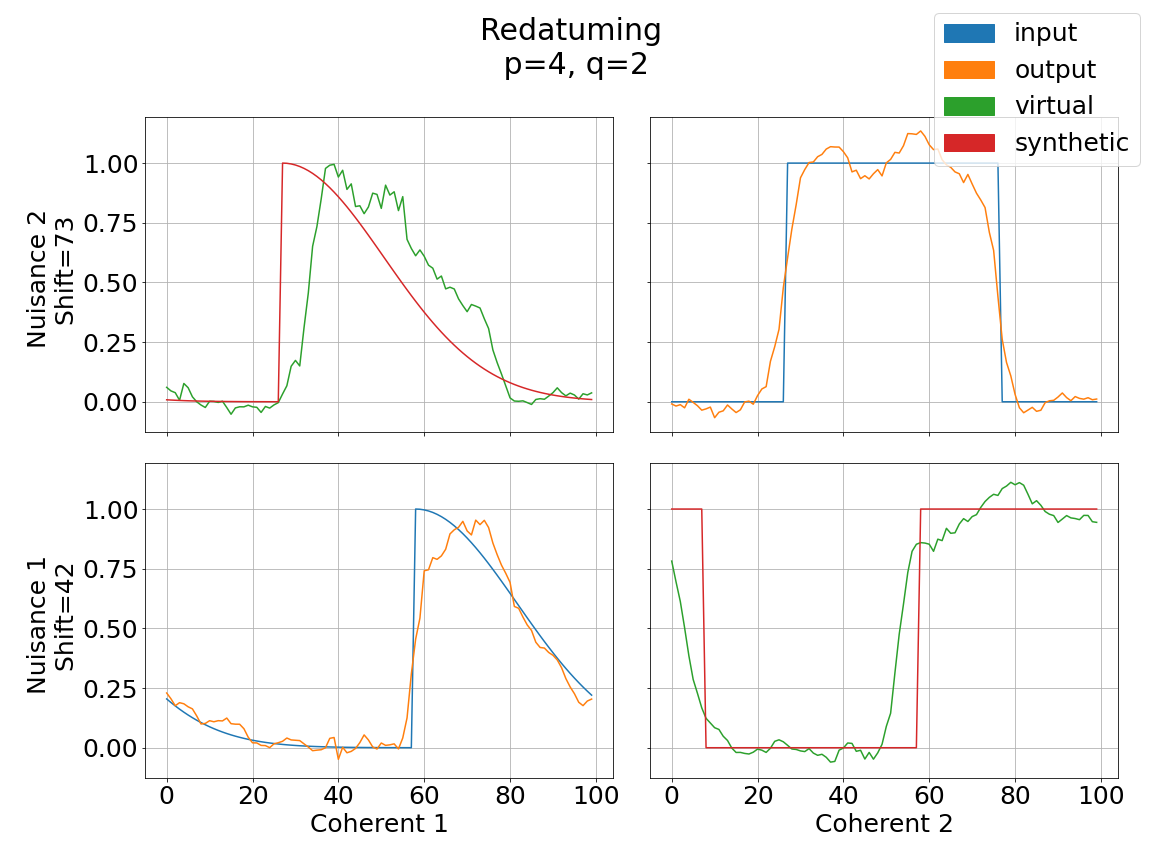 Redatuming
p=4, q=2
input
output
virtual
synthetic
Nuisance 2
Shift=73
1.00
0.75
0.50
0.25
0.00
Nuisance 1
Shift=42
1.00
0.75
0.50
0.25
0.00
0 20 40 60 80 100
0 20 40 60 80 100
Coherent 1
Coherent 2